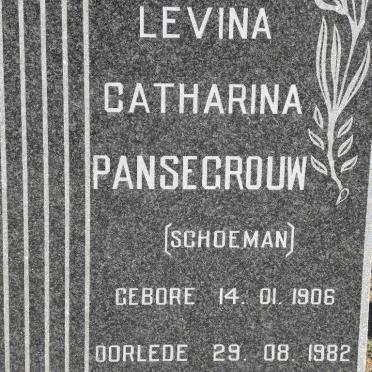 LEVINA
CATHARINA
PANSEGROUW
(SCHOEMAN)
GEBORE 14. 01. 1906
OORLEDE 29. 08. 1982